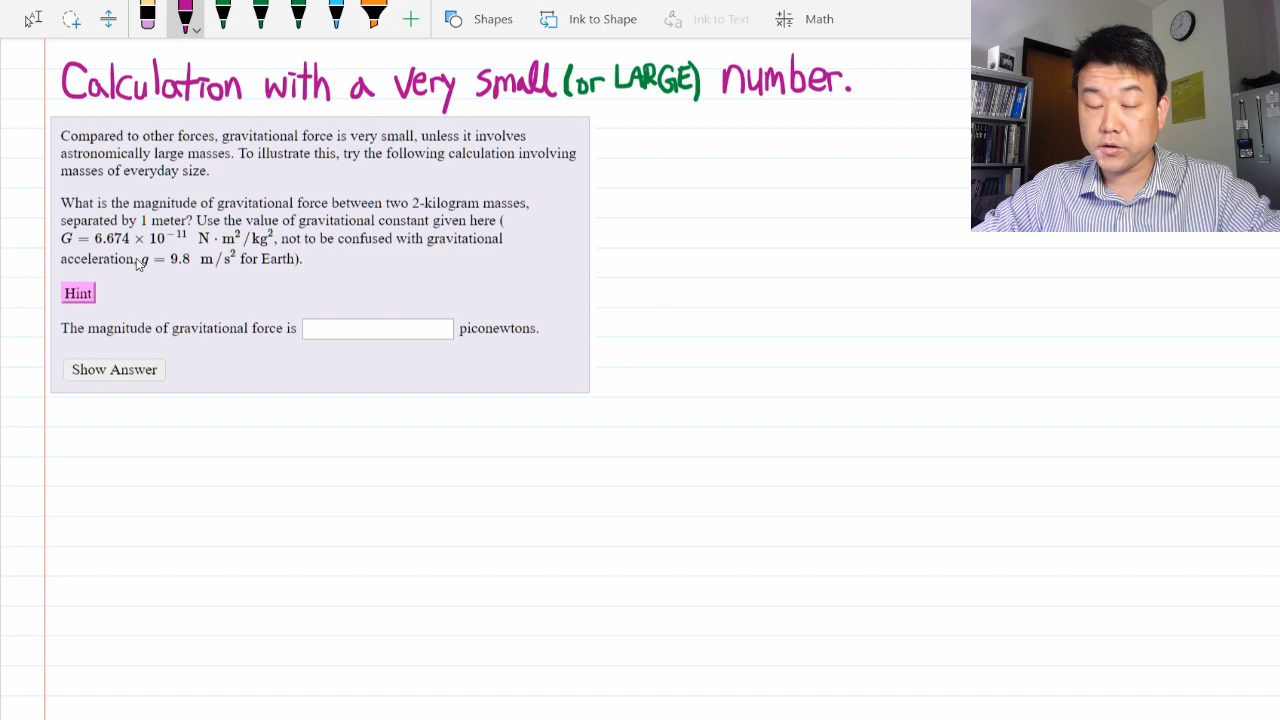 Shapes Ink to Shape Ink to Text Math
Calculation with a very small (or LARGE) number.
Compared to other forces, gravitational force is very small, unless it involves
astronomically large masses. To illustrate this, try the following calculation involving
masses of everyday size.
What is the magnitude of gravitational force between two 2-kilogram masses,
separated by 1 meter? Use the value of gravitational constant given here (
G = 6.674 × 10⁻¹¹ N · m²/kg², not to be confused with gravitational
acceleration, g = 9.8 m/s² for Earth).
Hint
The magnitude of gravitational force is piconewtons.
Show Answer